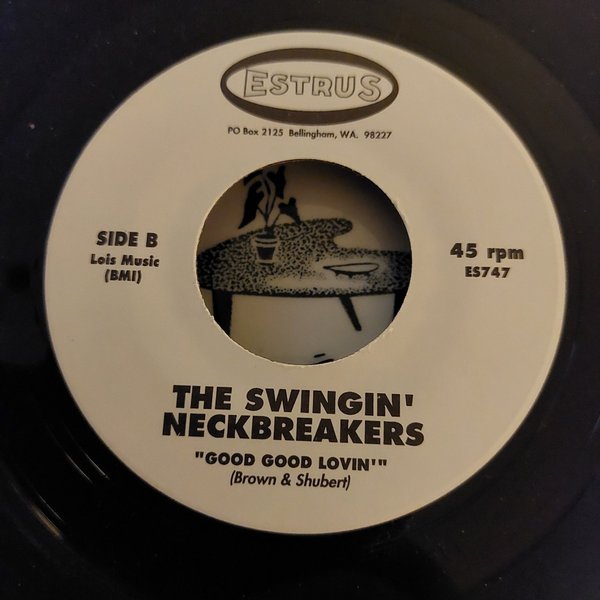 ESTRUS
PO Box 2125 Bellingham, WA. 98227
SIDE B
Lois Music
(BMI)
45 rpm
ES747
THE SWINGIN'
NECKBREAKERS
"GOOD GOOD LOVIN'"
(Brown & Shubert)